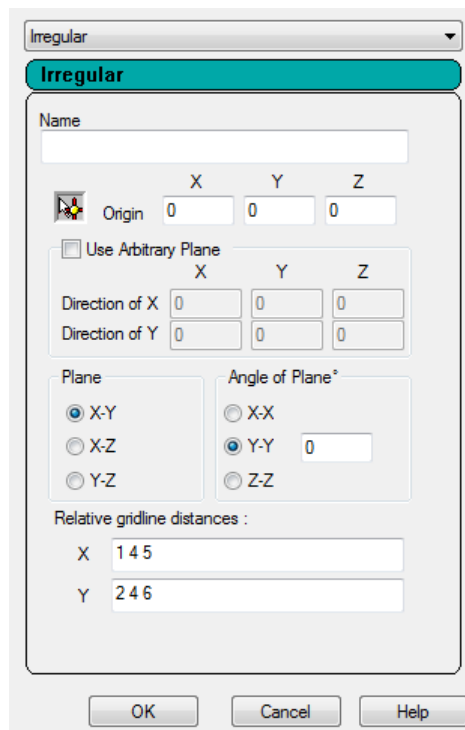 Irregular
Irregular
Name
X Y Z
Origin 0 0 0
Use Arbitrary Plane
X Y Z
Direction of X 0 0 0
Direction of Y 0 0 0
Plane Angle of Plane°
X-Y X-X
X-Z Y-Y 0
Y-Z Z-Z
Relative gridline distances :
X 1 4 5
Y 2 4 6
OK Cancel Help